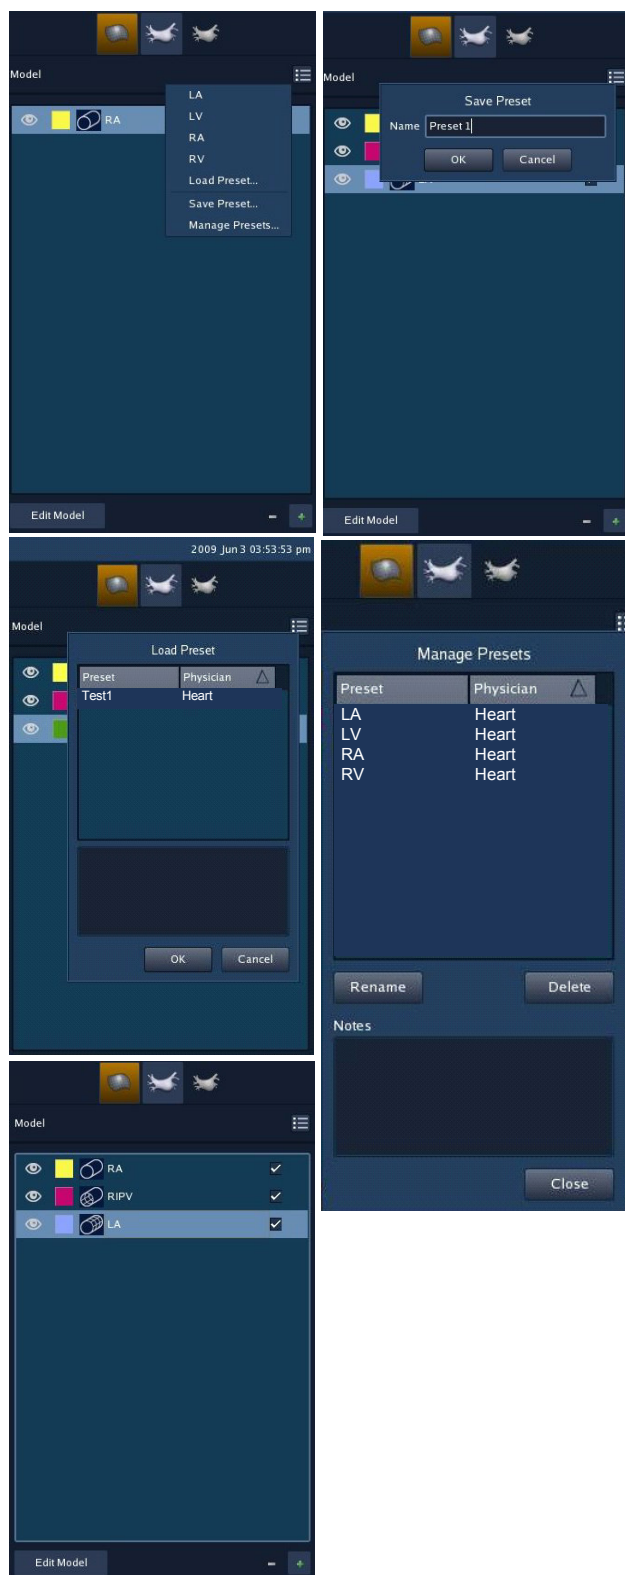 Model
RA
LA
LV
RA
RV
Load Preset...
Save Preset...
Manage Presets...
Edit Model
Model
Save Preset
Name Preset 1
OK Cancel
Edit Model
2009 Jun 3 03:53:53 pm
Model
Load Preset
Preset Physician
Test1 Heart
OK Cancel
Manage Presets
Preset Physician
LA Heart
LV Heart
RA Heart
RV Heart
Rename Delete
Notes
Close
Model
RA
RIPV
LA
Edit Model